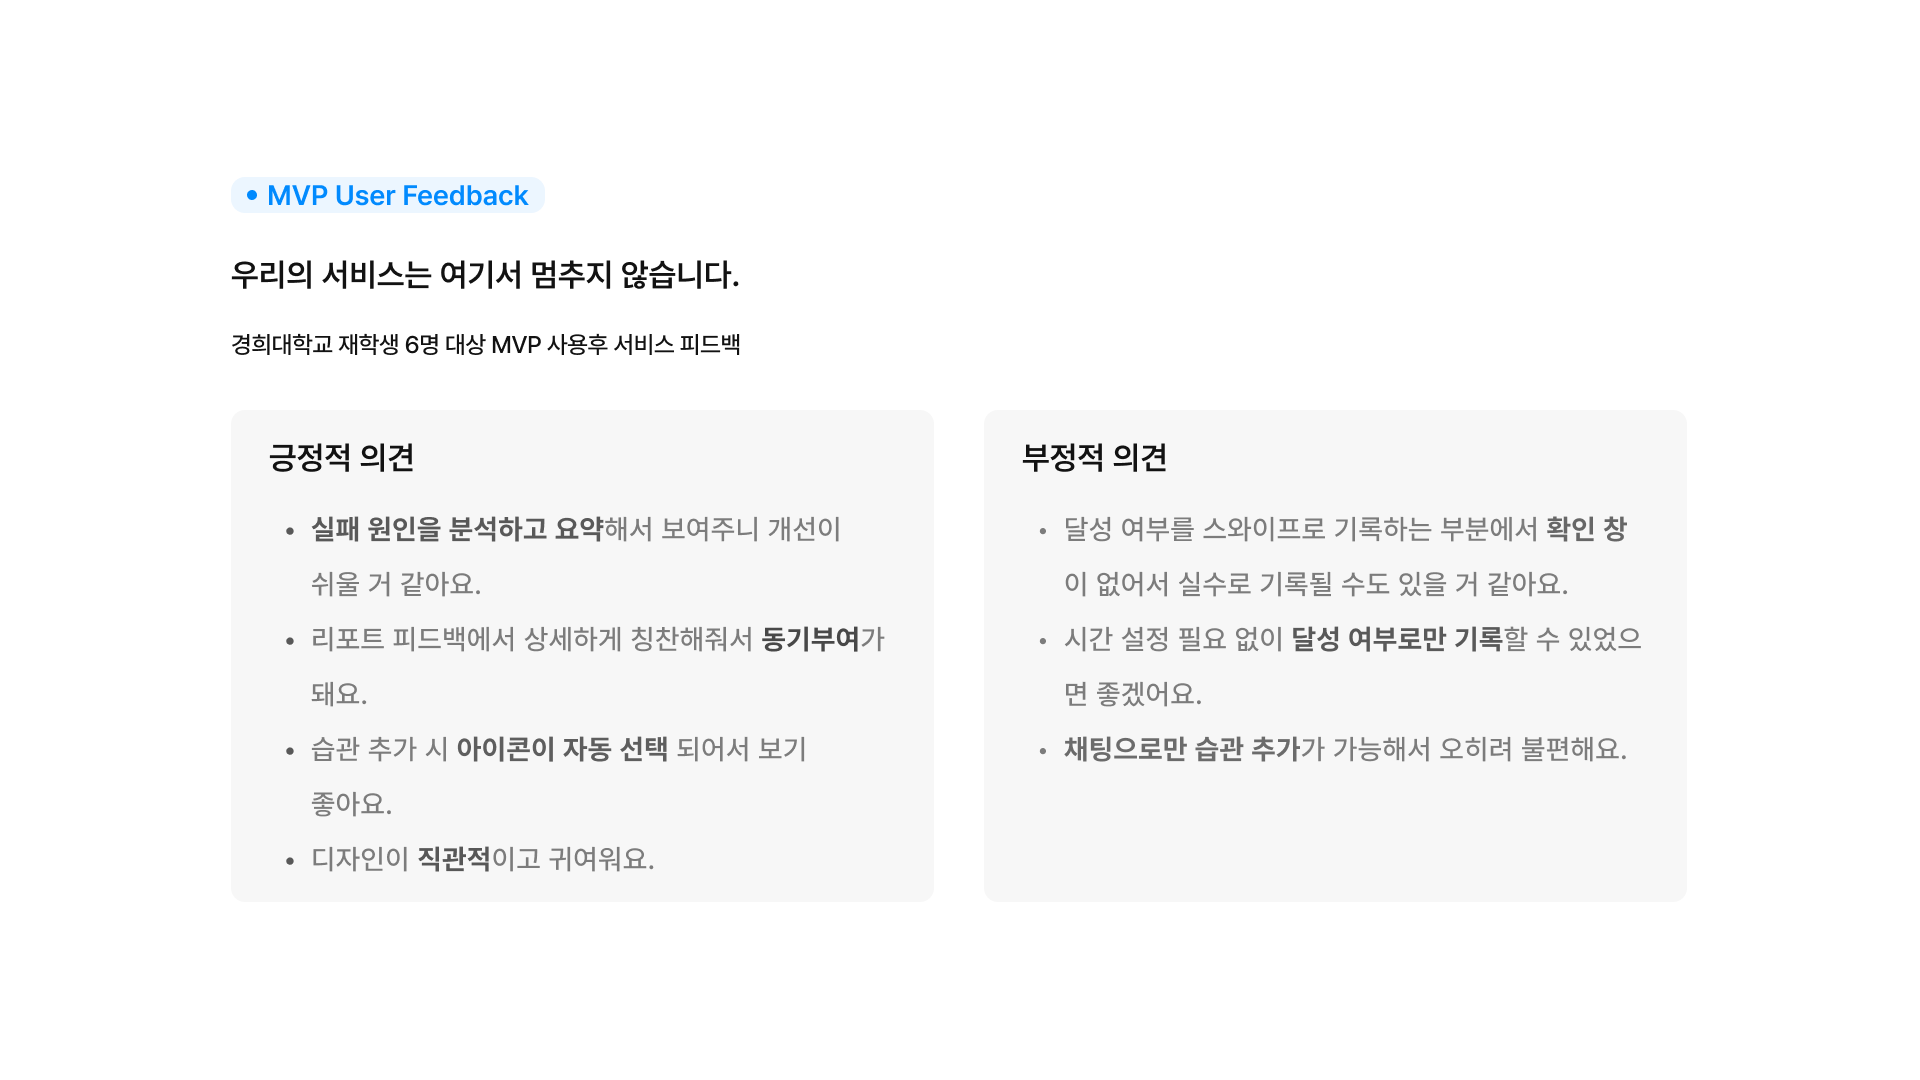 • MVP User Feedback
우리의 서비스는 여기서 멈추지 않습니다.
경희대학교 재학생 6명 대상 MVP 사용후 서비스 피드백
긍정적 의견
• 실패 원인을 분석하고 요약해서 보여주니 개선이
쉬울 거 같아요.
• 리포트 피드백에서 상세하게 칭찬해줘서 동기부여가
돼요.
• 습관 추가 시 아이콘이 자동 선택 되어서 보기
좋아요.
• 디자인이 직관적이고 귀여워요.
부정적 의견
• 달성 여부를 스와이프로 기록하는 부분에서 확인 창
이 없어서 실수로 기록될 수도 있을 거 같아요.
• 시간 설정 필요 없이 달성 여부로만 기록할 수 있었으
면 좋겠어요.
• 채팅으로만 습관 추가가 가능해서 오히려 불편해요.